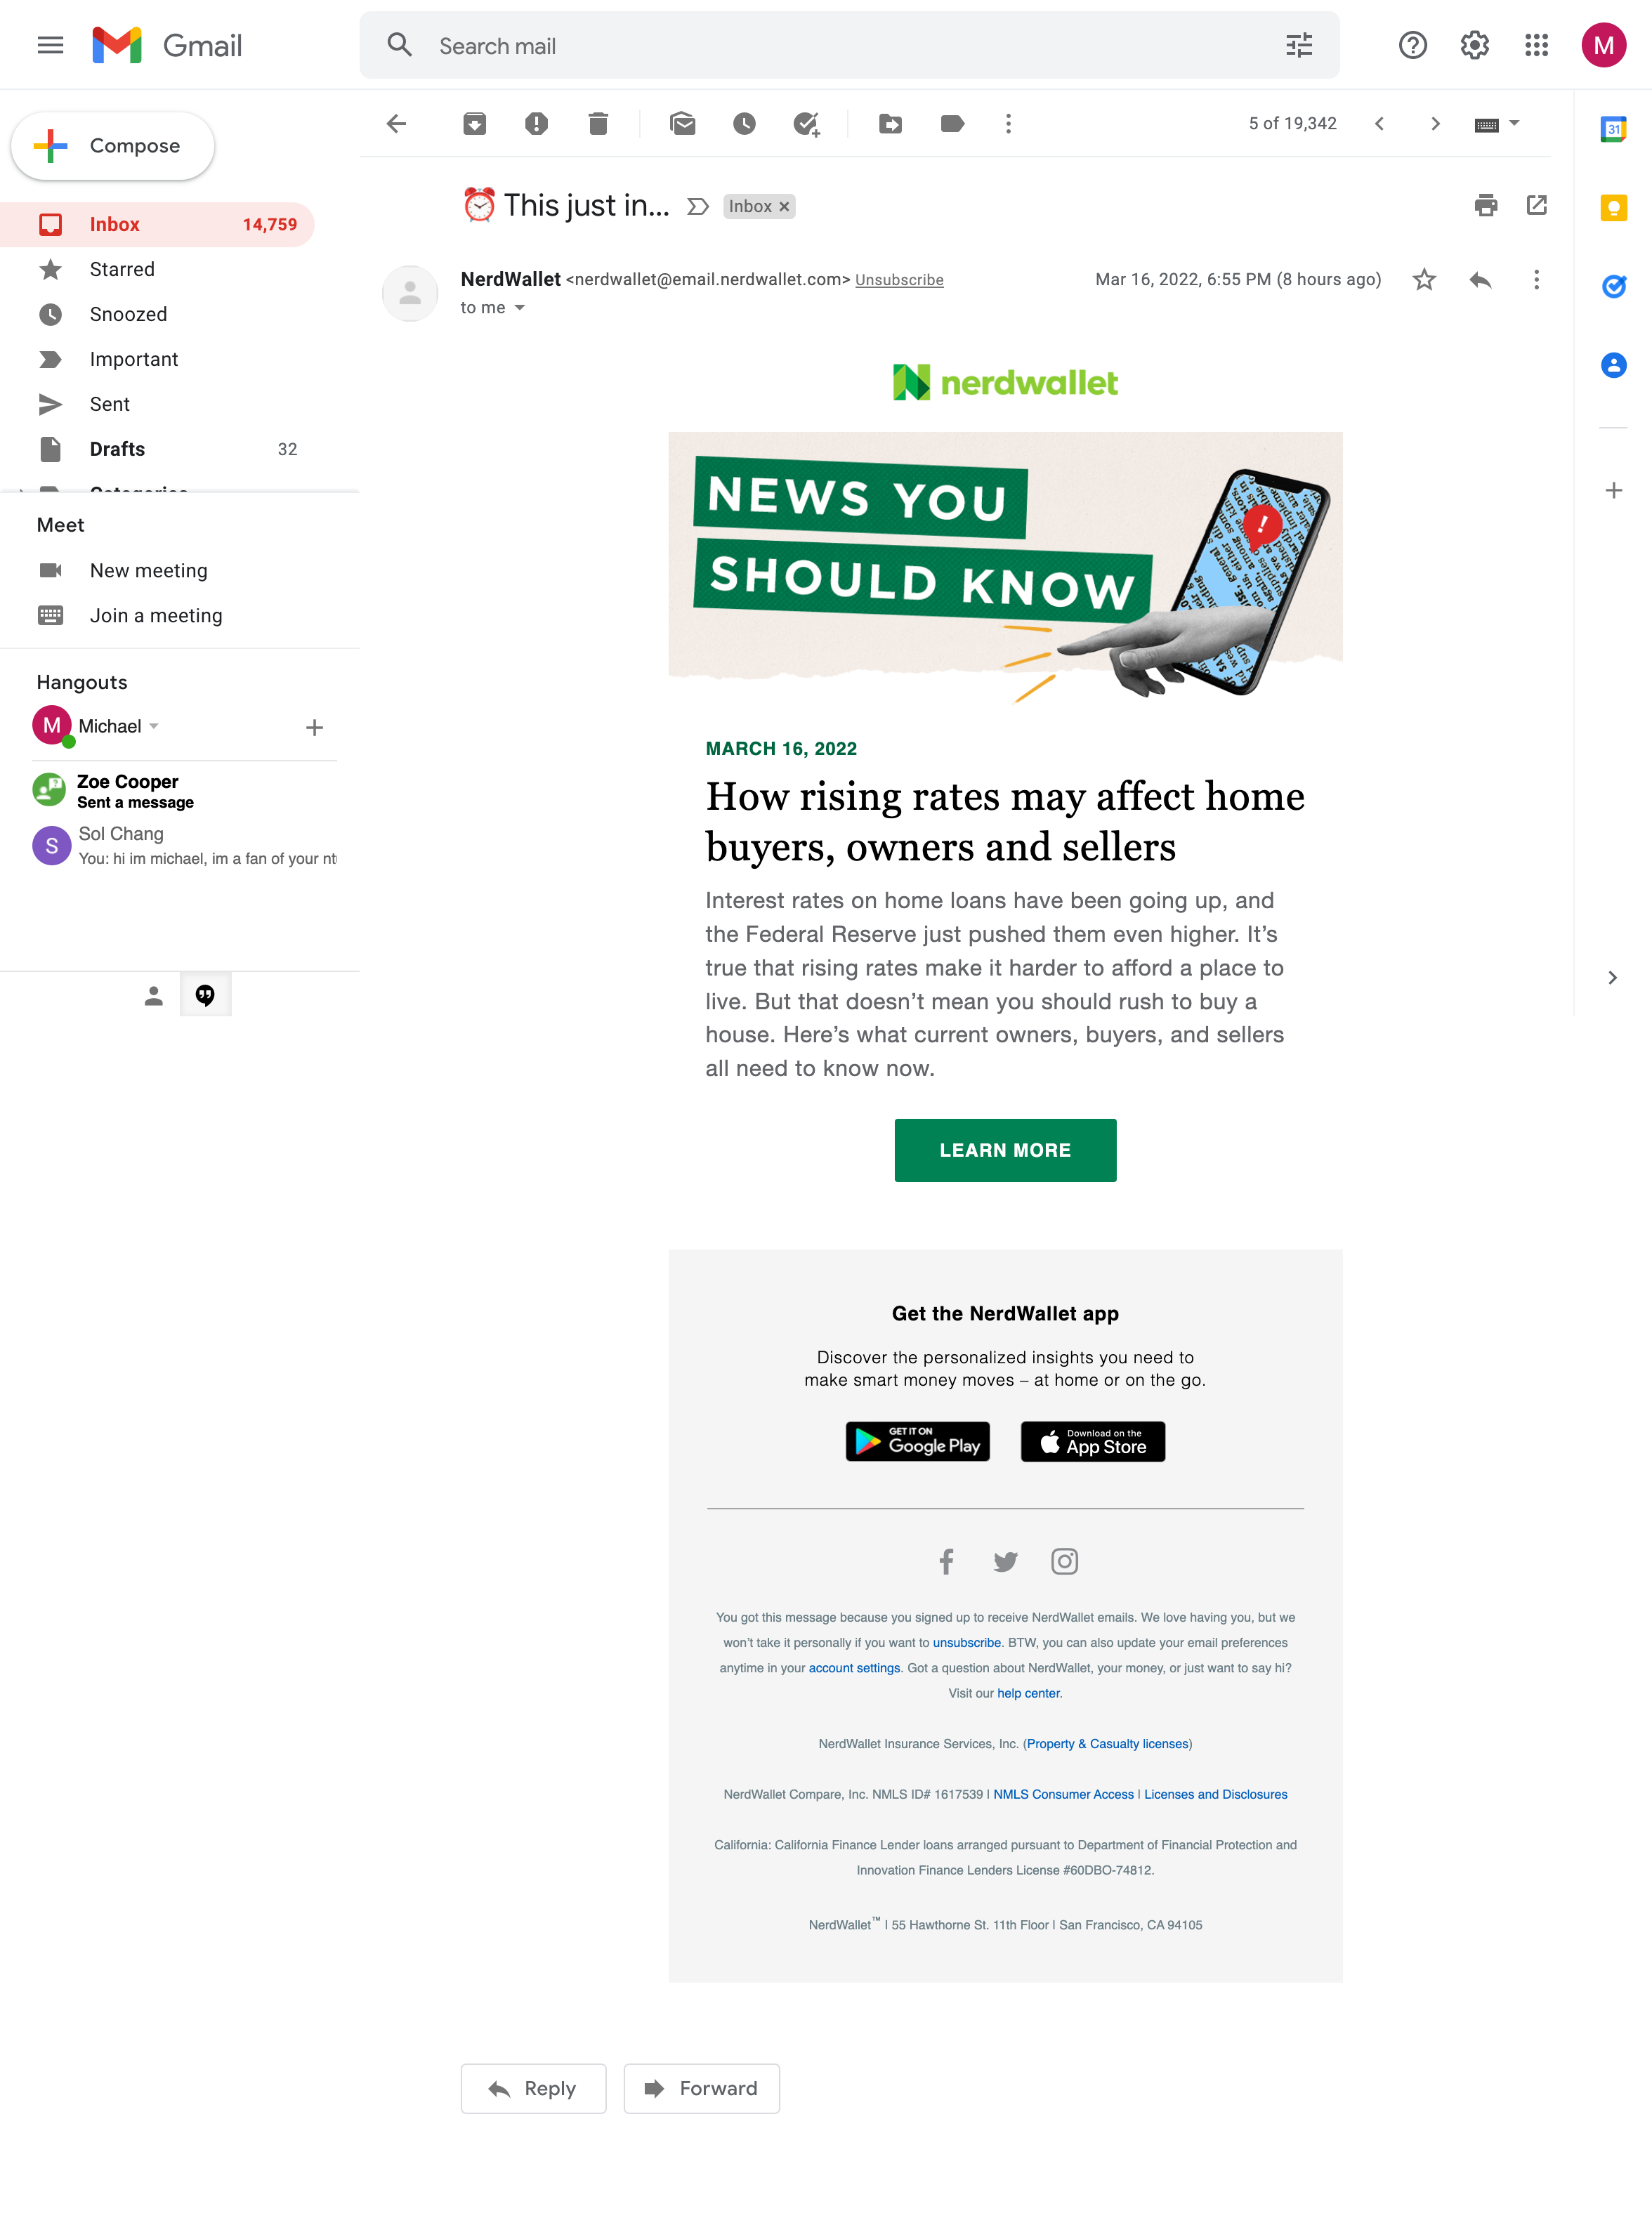 Gmail
Search mail
M
Compose
5 of 19,342
31
Inbox 14,759
Starred
Snoozed
Important
Sent
Drafts 32
Meet
New meeting
Join a meeting
Hangouts
M Michael
Zoe Cooper
Sent a message
S Sol Chang
You: hi im michael, im a fan of your
⏰ This just in...
Inbox ×
NerdWallet <nerdwallet@email.nerdwallet.com> Unsubscribe
Mar 16, 2022, 6:55 PM (8 hours ago)
to me
nerdwallet
NEWS YOU
SHOULD KNOW
!
MARCH 16, 2022
How rising rates may affect home
buyers, owners and sellers
Interest rates on home loans have been going up, and
the Federal Reserve just pushed them even higher. It’s
true that rising rates make it harder to afford a place to
live. But that doesn’t mean you should rush to buy a
house. Here’s what current owners, buyers, and sellers
all need to know now.
LEARN MORE
Get the NerdWallet app
Discover the personalized insights you need to
make smart money moves – at home or on the go.
GET IT ON
Google Play
Download on the
App Store
You got this message because you signed up to receive NerdWallet emails. We love having you, but we
won’t take it personally if you want to unsubscribe. BTW, you can also update your email preferences
anytime in your account settings. Got a question about NerdWallet, your money, or just want to say hi?
Visit our help center.
NerdWallet Insurance Services, Inc. (Property & Casualty licenses)
NerdWallet Compare, Inc. NMLS ID# 1617539 | NMLS Consumer Access | Licenses and Disclosures
California: California Finance Lender loans arranged pursuant to Department of Financial Protection and
Innovation Finance Lenders License #60DBO-74812.
NerdWallet™ | 55 Hawthorne St. 11th Floor | San Francisco, CA 94105
Reply
Forward